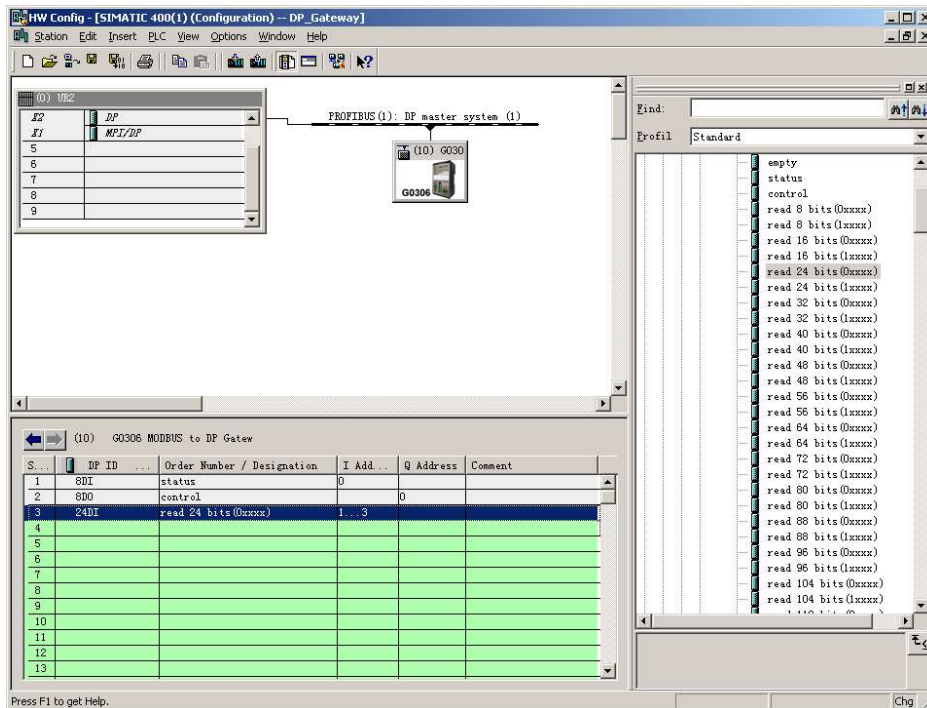 HW Config - [SIMATIC 400(1) (Configuration) -- DP_Gateway]
Station Edit Insert PLC View Options Window Help
(0) UR2
X2 DP
X1 MPI/DP
5
6
7
8
9
PROFIBUS(1): DP master system (1)
(10) G030
G0306
(10) G0306 MODBUS to DP Gatew
S... DP ID ... Order Number / Designation I Add... Q Address Comment
1 8DI status 0
2 8DO control 0
3 24DI read 24 bits(0xxxx) 1...3
4
5
6
7
8
9
10
11
12
13
Find:
Profil Standard
empty
status
control
read 8 bits(0xxxx)
read 8 bits(1xxxx)
read 16 bits(0xxxx)
read 16 bits(1xxxx)
read 24 bits(0xxxx)
read 24 bits(1xxxx)
read 32 bits(0xxxx)
read 32 bits(1xxxx)
read 40 bits(0xxxx)
read 40 bits(1xxxx)
read 48 bits(0xxxx)
read 48 bits(1xxxx)
read 56 bits(0xxxx)
read 56 bits(1xxxx)
read 64 bits(0xxxx)
read 64 bits(1xxxx)
read 72 bits(0xxxx)
read 72 bits(1xxxx)
read 80 bits(0xxxx)
read 80 bits(1xxxx)
read 88 bits(0xxxx)
read 88 bits(1xxxx)
read 96 bits(0xxxx)
read 96 bits(1xxxx)
read 104 bits(0xxxx)
read 104 bits(1xxxx)
Press F1 to get Help.
Chg